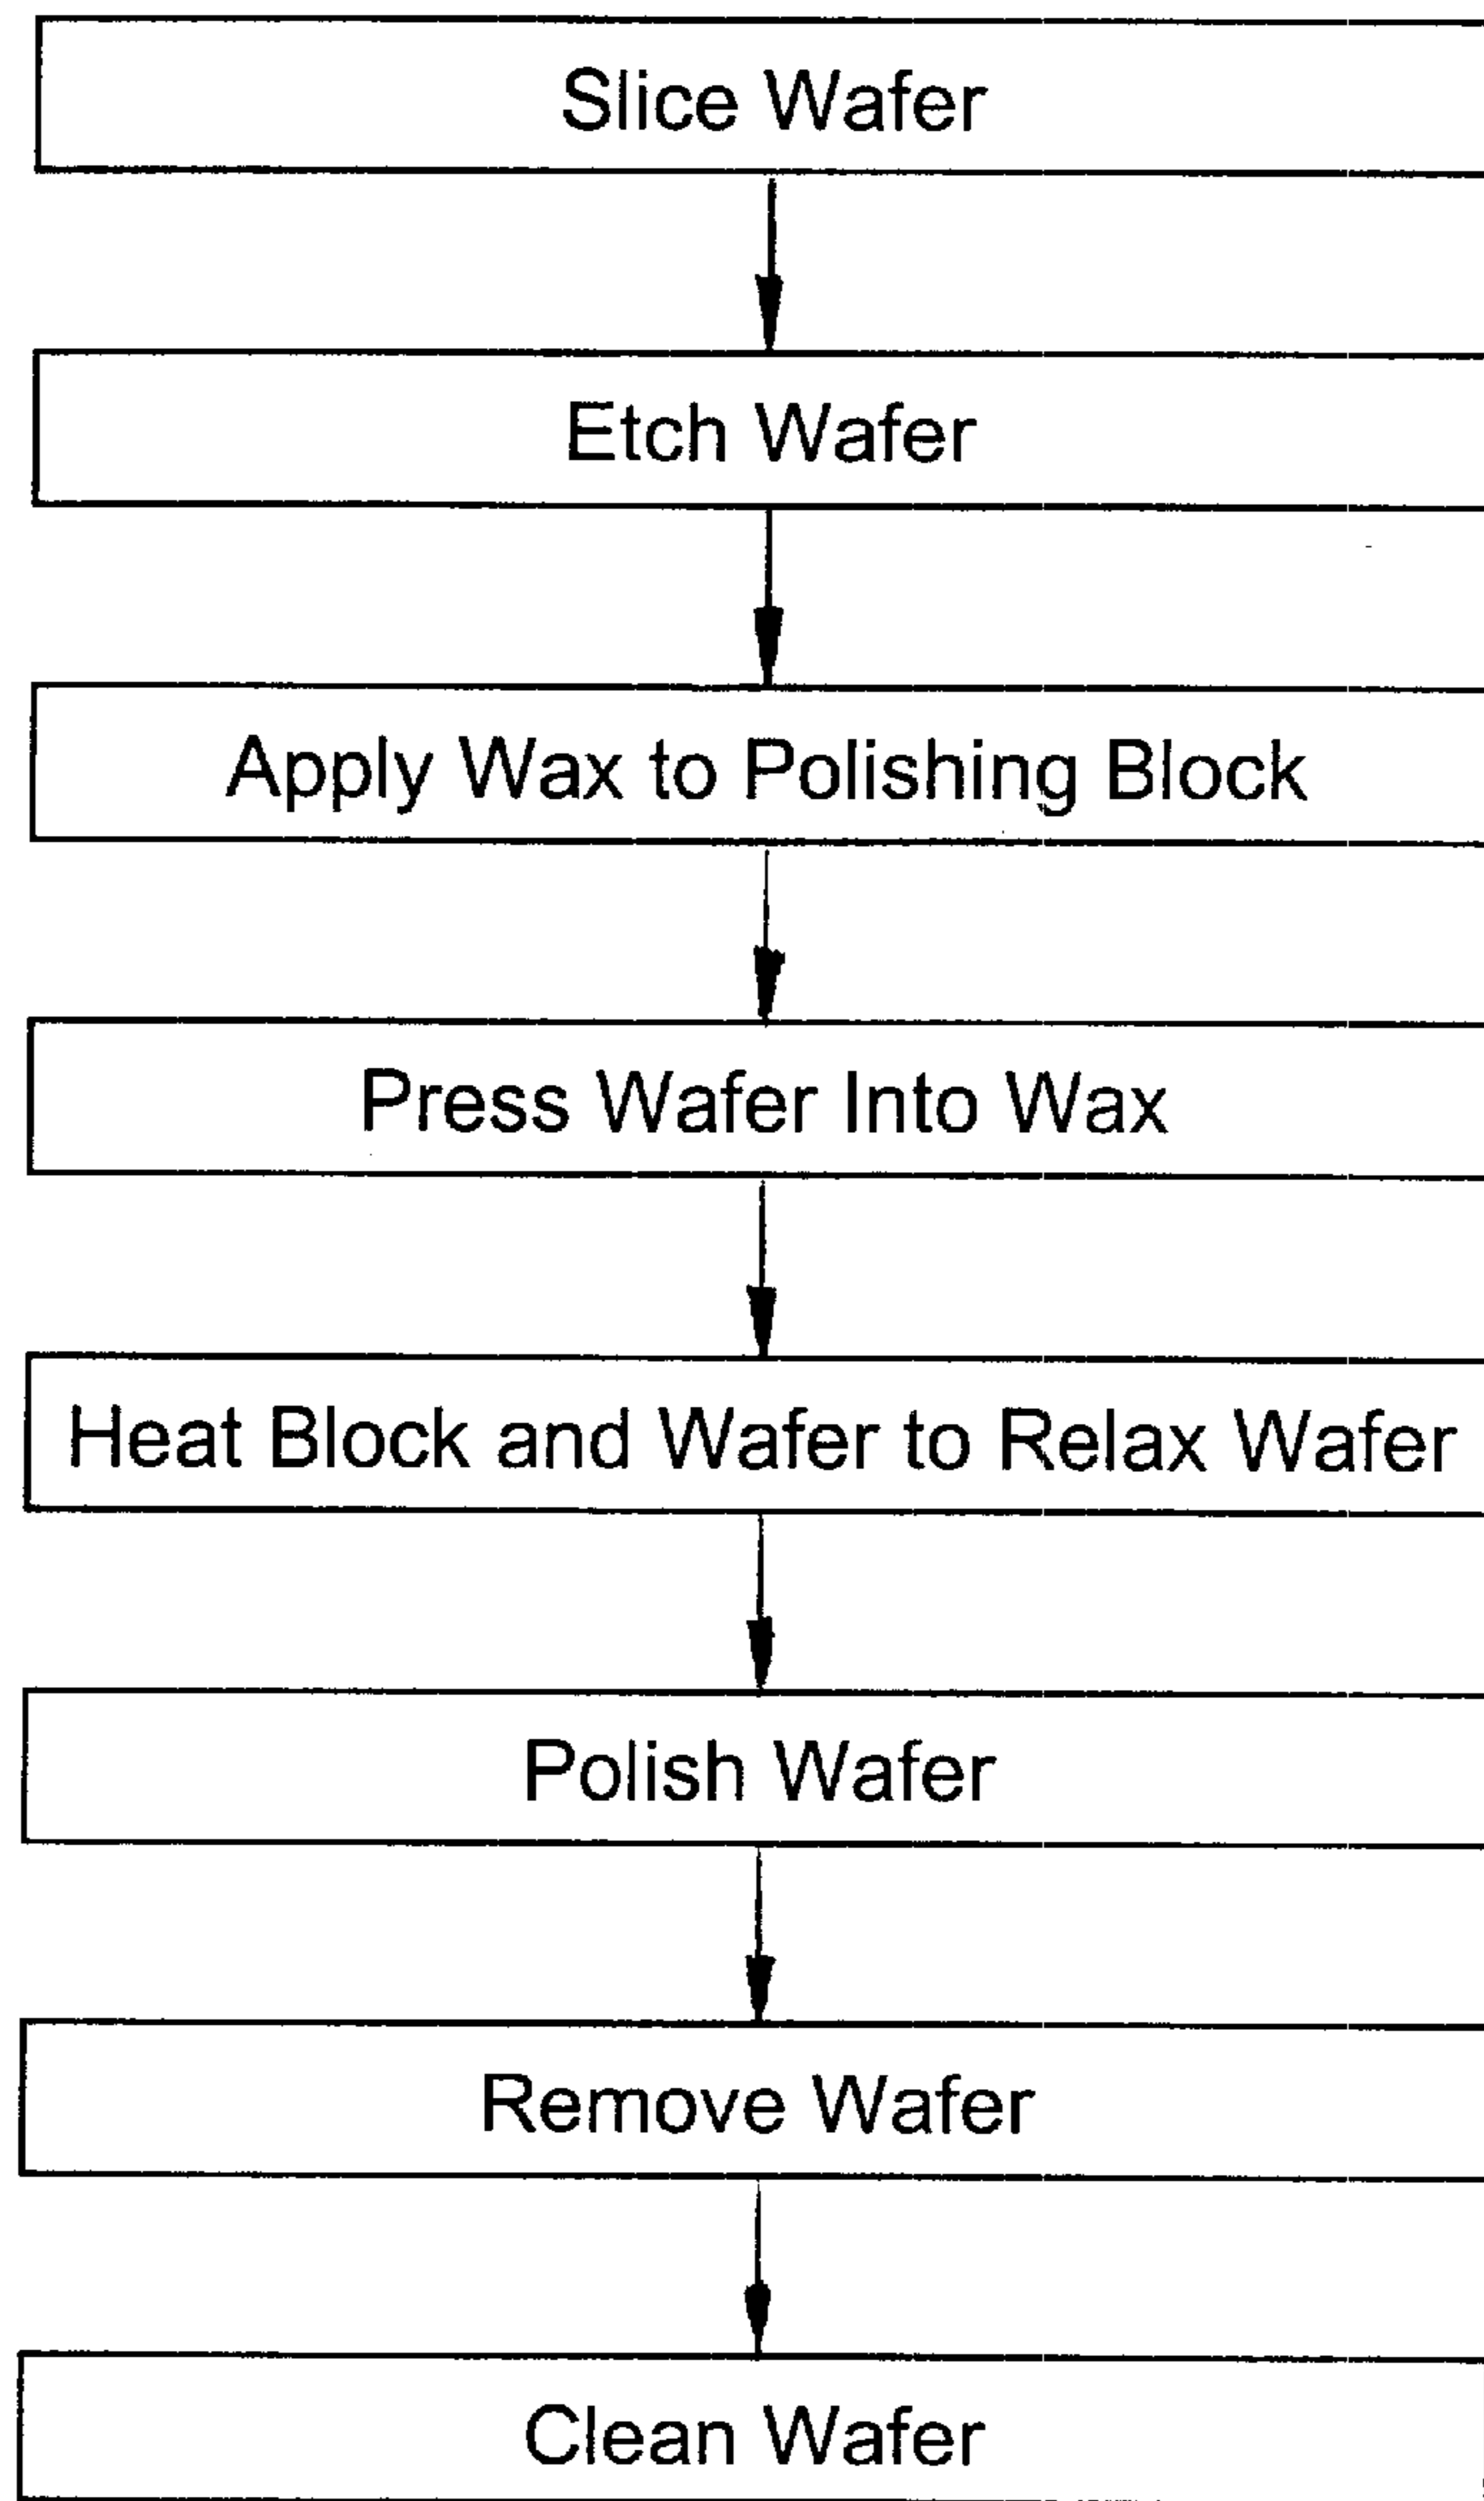 Slice Wafer
Etch Wafer
Apply Wax to Polishing Block
Press Wafer Into Wax
Heat Block and Wafer to Relax Wafer
Polish Wafer
Remove Wafer
Clean Wafer